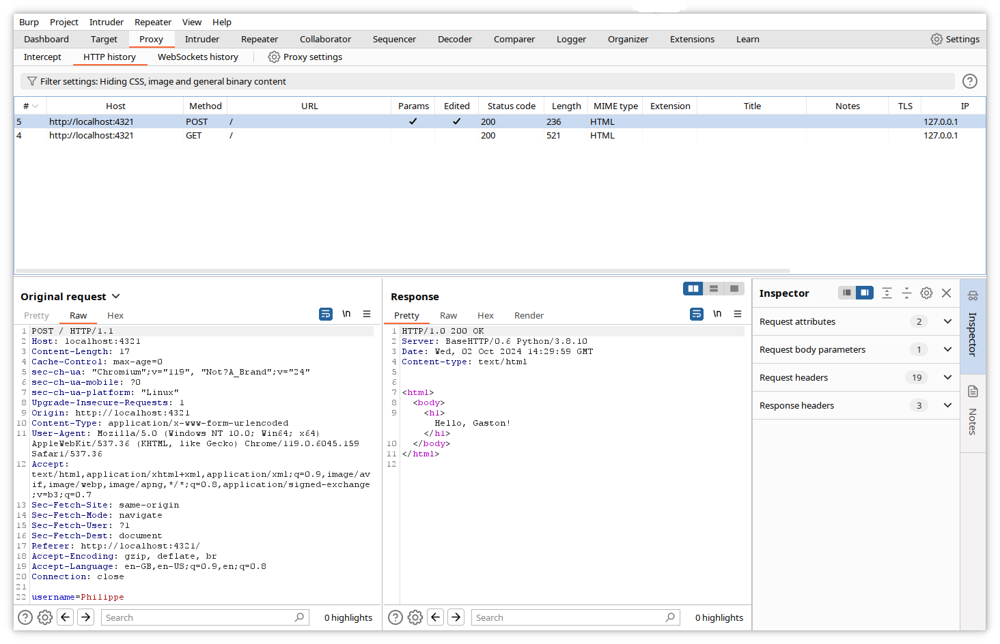 Burp Project Intruder Repeater View Help
Dashboard Target Proxy Intruder Repeater Collaborator Sequencer Decoder Comparer Logger Organizer Extensions Learn Settings
Intercept HTTP history WebSockets history Proxy settings
Filter settings: Hiding CSS, image and general binary content ?
# Host Method URL Params Edited Status code Length MIME type Extension Title Notes TLS IP
5 http://localhost:4321 POST / ✓ ✓ 200 236 HTML 127.0.0.1
4 http://localhost:4321 GET / 200 521 HTML 127.0.0.1
Original request
Pretty Raw Hex \n
1 POST / HTTP/1.1
2 Host: localhost:4321
3 Content-Length: 17
4 Cache-Control: max-age=0
5 sec-ch-ua: "Chromium";v="119", "Not?A_Brand";v="24"
6 sec-ch-ua-mobile: ?0
7 sec-ch-ua-platform: "Linux"
8 Upgrade-Insecure-Requests: 1
9 Origin: http://localhost:4321
10 Content-Type: application/x-www-form-urlencoded
11 User-Agent: Mozilla/5.0 (Windows NT 10.0; Win64; x64)
AppleWebKit/537.36 (KHTML, like Gecko) Chrome/119.0.6045.159
Safari/537.36
12 Accept:
text/html,application/xhtml+xml,application/xml;q=0.9,image/av
if,image/webp,image/apng,*/*;q=0.8,application/signed-exchange
;v=b3;q=0.7
13 Sec-Fetch-Site: same-origin
14 Sec-Fetch-Mode: navigate
15 Sec-Fetch-User: ?1
16 Sec-Fetch-Dest: document
17 Referer: http://localhost:4321/
18 Accept-Encoding: gzip, deflate, br
19 Accept-Language: en-GB,en-US;q=0.9,en;q=0.8
20 Connection: close
21
22 username=Philippe
? Search 0 highlights
Response
Pretty Raw Hex Render \n
1 HTTP/1.0 200 OK
2 Server: BaseHTTP/0.6 Python/3.8.10
3 Date: Wed, 02 Oct 2024 14:29:59 GMT
4 Content-type: text/html
5
6
7 <html>
8 <body>
9 <h1>
Hello, Gaston!
</h1>
10 </body>
11 </html>
12
? Search 0 highlights
Inspector
Request attributes 2
Request body parameters 1
Request headers 19
Response headers 3
Inspector
Notes